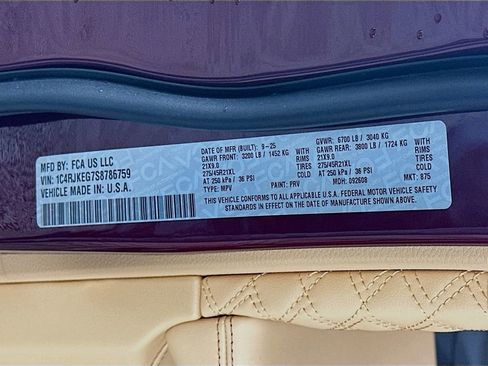 MFD BY: FCA US LLC
VIN: 1C4RJKEG7S8786759
VEHICLE MADE IN: U.S.A.
DATE OF MFR (BUILT): 9-25
GAWR FRONT: 3200 LB / 1452 KG WITH
21X9.0 RIMS
275/45R21XL TIRES
AT 250 kPa / 36 PSI COLD
TYPE: MPV PAINT: PRV
GVWR: 6700 LB / 3040 KG
GAWR REAR: 3800 LB / 1724 KG WITH
21X9.0 RIMS
275/45R21XL TIRES
AT 250 kPa / 36 PSI COLD
MDH: 092608 MKT: 875
THIS VEHICLE CONFORMS TO ALL APPLICABLE U.S.A. FEDERAL MOTOR VEHICLE SAFETY
STANDARDS IN EFFECT ON THE DATE OF MANUFACTURE SHOWN ABOVE.